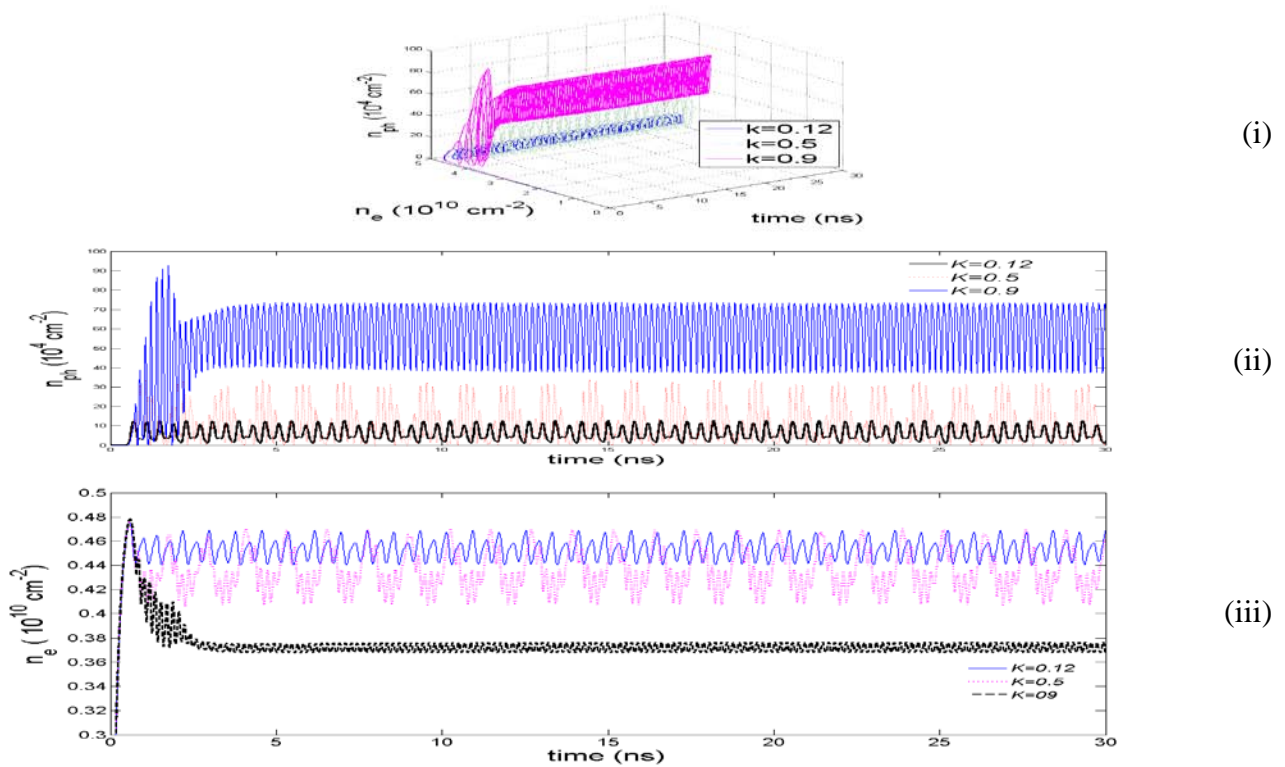 100
80
60
40
20
0
n_ph (10^4 cm^-2)
5
4
3
2
1
0
n_e (10^10 cm^-2)
0
5
10
15
20
25
30
time (ns)
k=0.12
k=0.5
k=0.9
(i)
100
90
80
70
60
50
40
30
20
10
0
n_ph (10^4 cm^-2)
K=0.12
K=0.5
K=0.9
0 5 10 15 20 25 30
time (ns)
(ii)
0.5
0.48
0.46
0.44
0.42
0.4
0.38
0.36
0.34
0.32
0.3
n_e ( 10^10 cm^-2)
K=0.12
K=0.5
K=09
0 5 10 15 20 25 30
time (ns)
(iii)